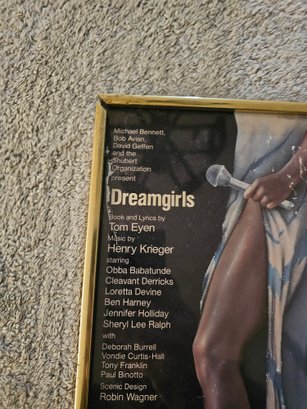 Michael Bennett,
Bob Avian,
David Geffen
and the
Shubert
Organization
present
Dreamgirls
Book and Lyrics by
Tom Eyen
Music by
Henry Krieger
starring
Obba Babatunde
Cleavant Derricks
Loretta Devine
Ben Harney
Jennifer Holliday
Sheryl Lee Ralph
with
Deborah Burrell
Vondie Curtis-Hall
Tony Franklin
Paul Binotto
Scenic Design
Robin Wagner